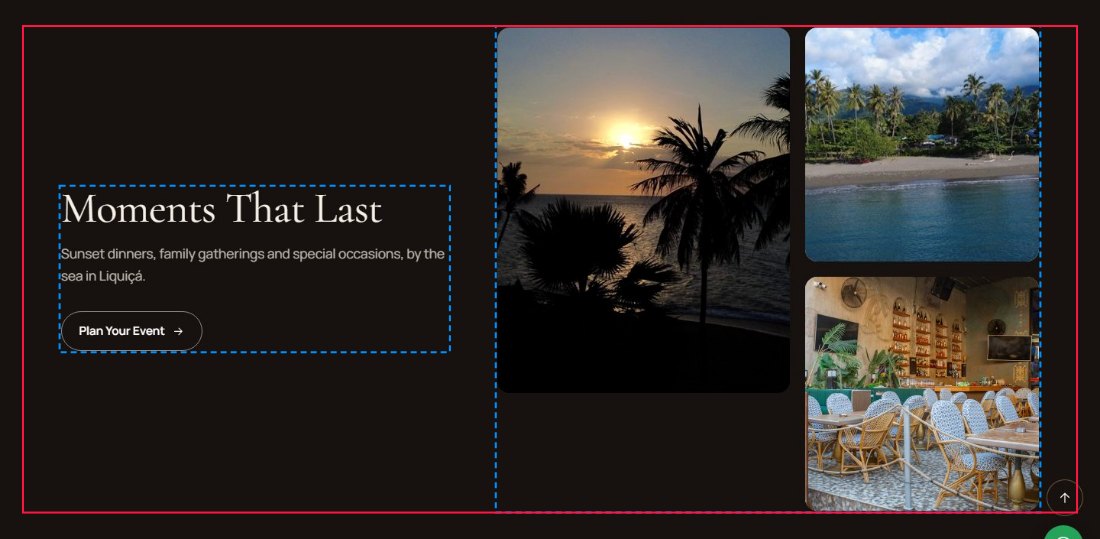 Moments That Last
Sunset dinners, family gatherings and special occasions, by the
sea in Liquiçá.
Plan Your Event →